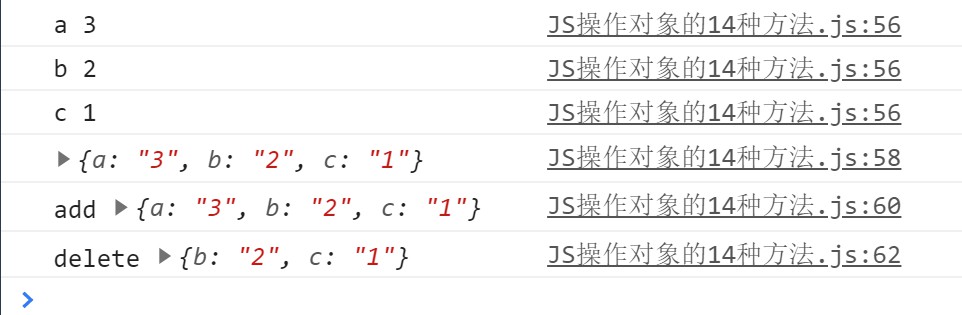 a 3 JS操作对象的14种方法.js:56
b 2 JS操作对象的14种方法.js:56
c 1 JS操作对象的14种方法.js:56
▶{a: "3", b: "2", c: "1"} JS操作对象的14种方法.js:58
add ▶{a: "3", b: "2", c: "1"} JS操作对象的14种方法.js:60
delete ▶{b: "2", c: "1"} JS操作对象的14种方法.js:62